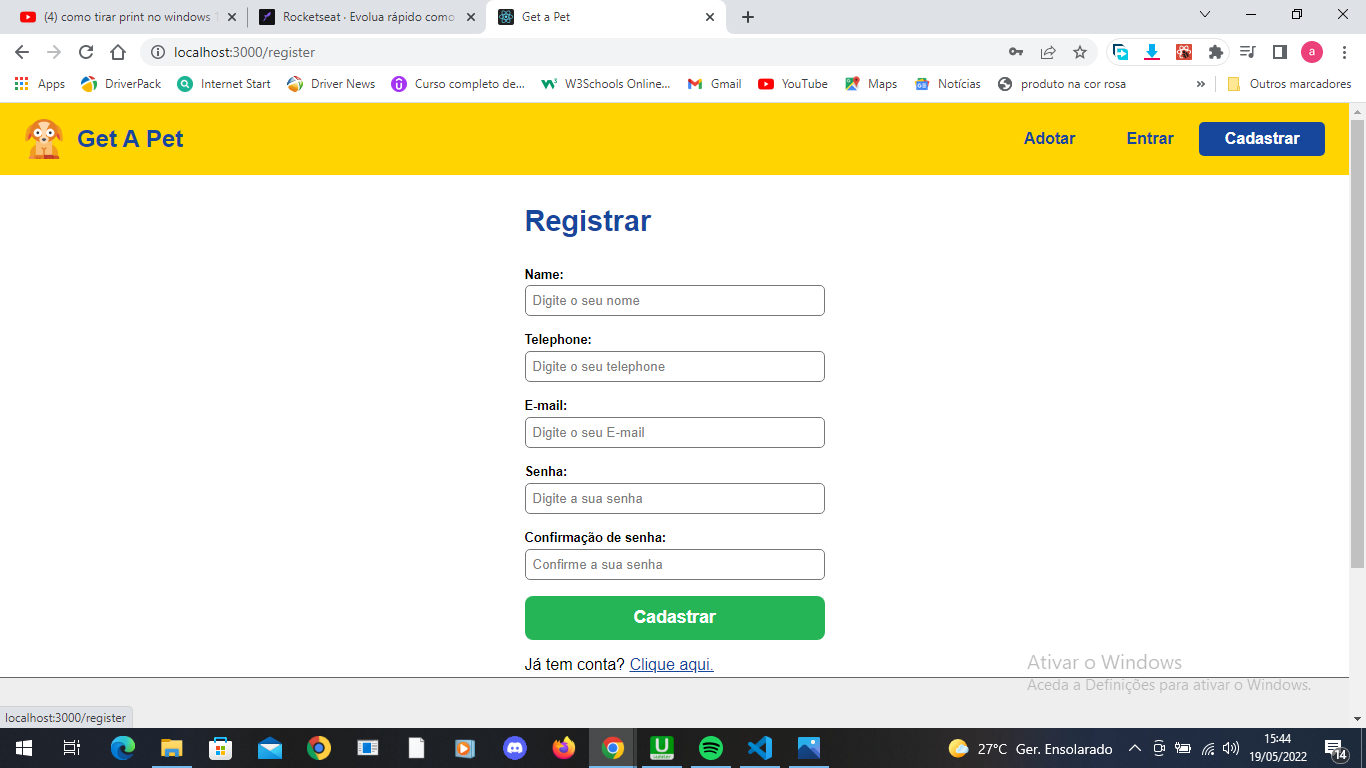 (4) como tirar print no windows 1
Rocketseat · Evolua rápido como
Get a Pet
localhost:3000/register
a
Apps
DriverPack
Internet Start
Driver News
Curso completo de...
W3Schools Online...
Gmail
YouTube
Maps
Notícias
produto na cor rosa
»
Outros marcadores
Get A Pet
Adotar
Entrar
Cadastrar
Registrar
Name:
Digite o seu nome
Telephone:
Digite o seu telephone
E-mail:
Digite o seu E-mail
Senha:
Digite a sua senha
Confirmação de senha:
Confirme a sua senha
Cadastrar
Já tem conta? Clique aqui.
Ativar o Windows
Aceda a Definições para ativar o Windows.
localhost:3000/register
27°C Ger. Ensolarado
15:44
19/05/2022
14